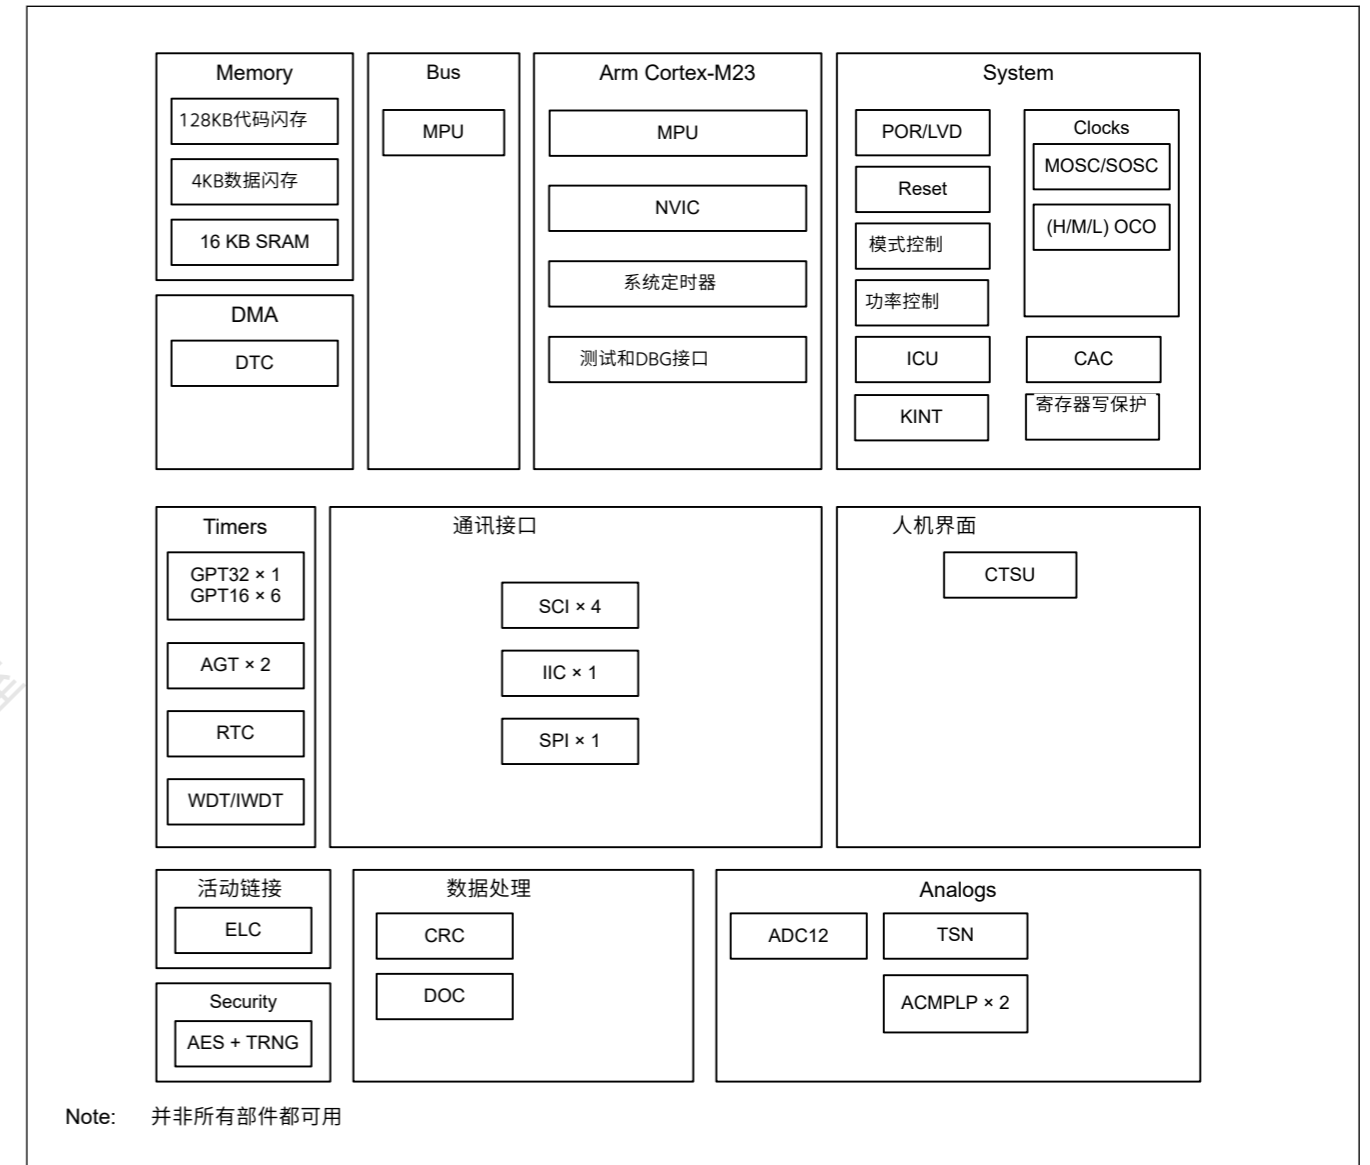 Memory
128KB代码闪存
4KB数据闪存
16 KB SRAM
DMA
DTC
Bus
MPU
Arm Cortex-M23
MPU
NVIC
系统定时器
测试和DBG接口
System
POR/LVD
Reset
模式控制
功率控制
ICU
KINT
Clocks
MOSC/SOSC
(H/M/L) OCO
CAC
寄存器写保护
Timers
GPT32 × 1
GPT16 × 6
AGT × 2
RTC
WDT/IWDT
通讯接口
SCI × 4
IIC × 1
SPI × 1
人机界面
CTSU
活动链接
ELC
Security
AES + TRNG
数据处理
CRC
DOC
Analogs
ADC12
TSN
ACMPLP × 2
Note: 并非所有部件都可用